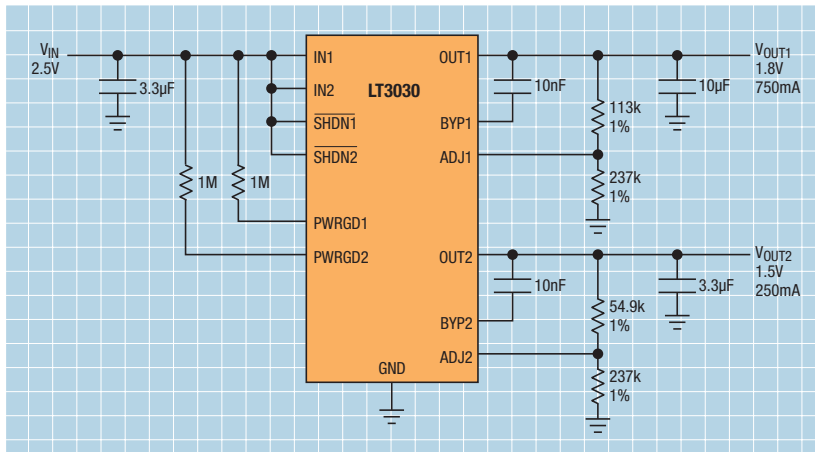 VIN
2.5V
3.3µF
1M
1M
IN1
IN2
SHDN1
SHDN2
PWRGD1
PWRGD2
LT3030
GND
OUT1
BYP1
ADJ1
OUT2
BYP2
ADJ2
10nF
113k
1%
237k
1%
10µF
VOUT1
1.8V
750mA
10nF
54.9k
1%
237k
1%
3.3µF
VOUT2
1.5V
250mA